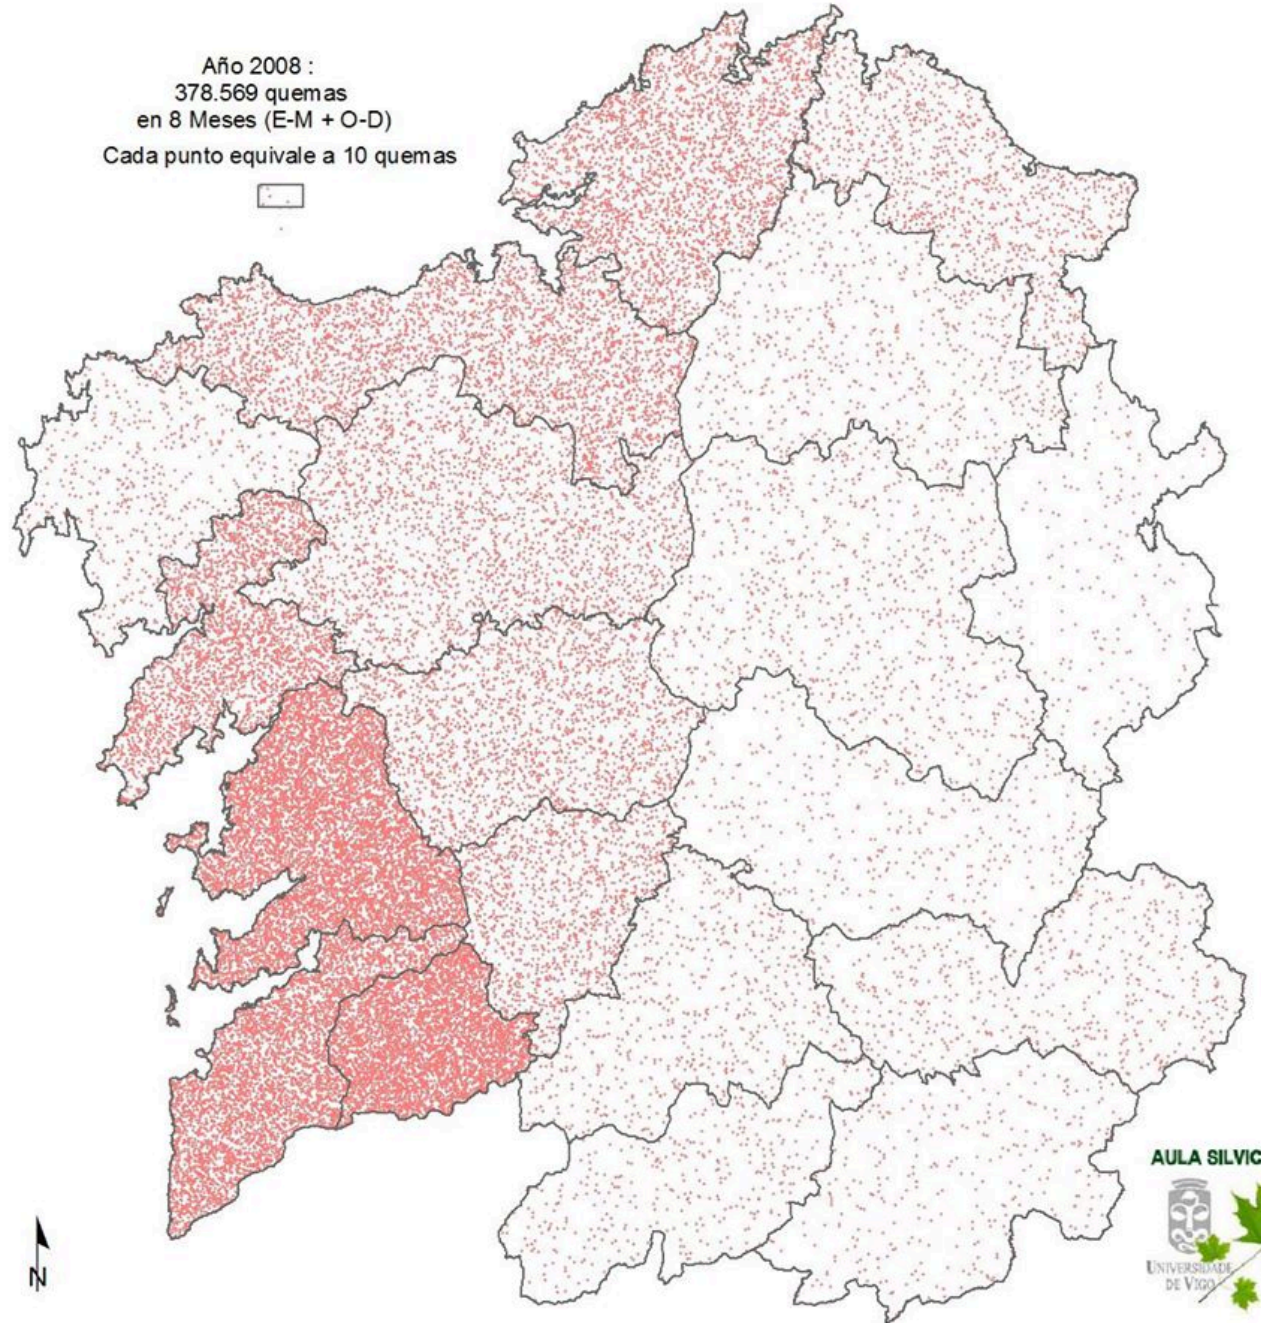 Año 2008 :
378.569 quemas
en 8 Meses (E-M + O-D)
Cada punto equivale a 10 quemas
AULA SILVIC
UNIVERSIDADE
DE VIGO
N